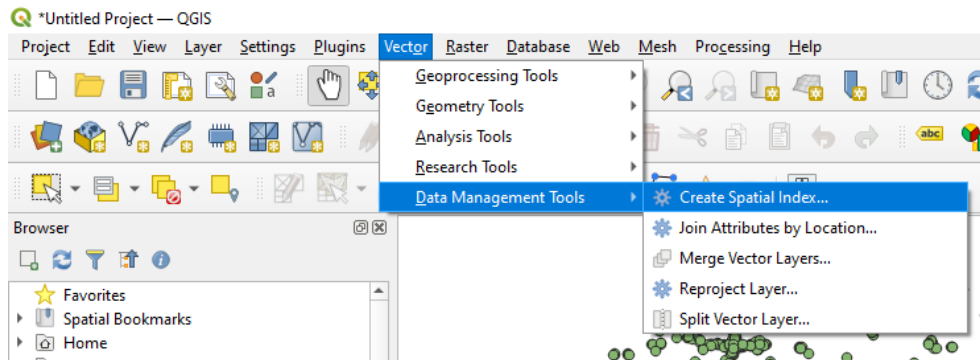 *Untitled Project — QGIS
Project Edit View Layer Settings Plugins Vector Raster Database Web Mesh Processing Help
Geoprocessing Tools
Geometry Tools
a
abc
Analysis Tools
Research Tools
Data Management Tools
Create Spatial Index...
Browser
Join Attributes by Location...
Merge Vector Layers...
Reproject Layer...
Favorites
Split Vector Layer...
Spatial Bookmarks
Home